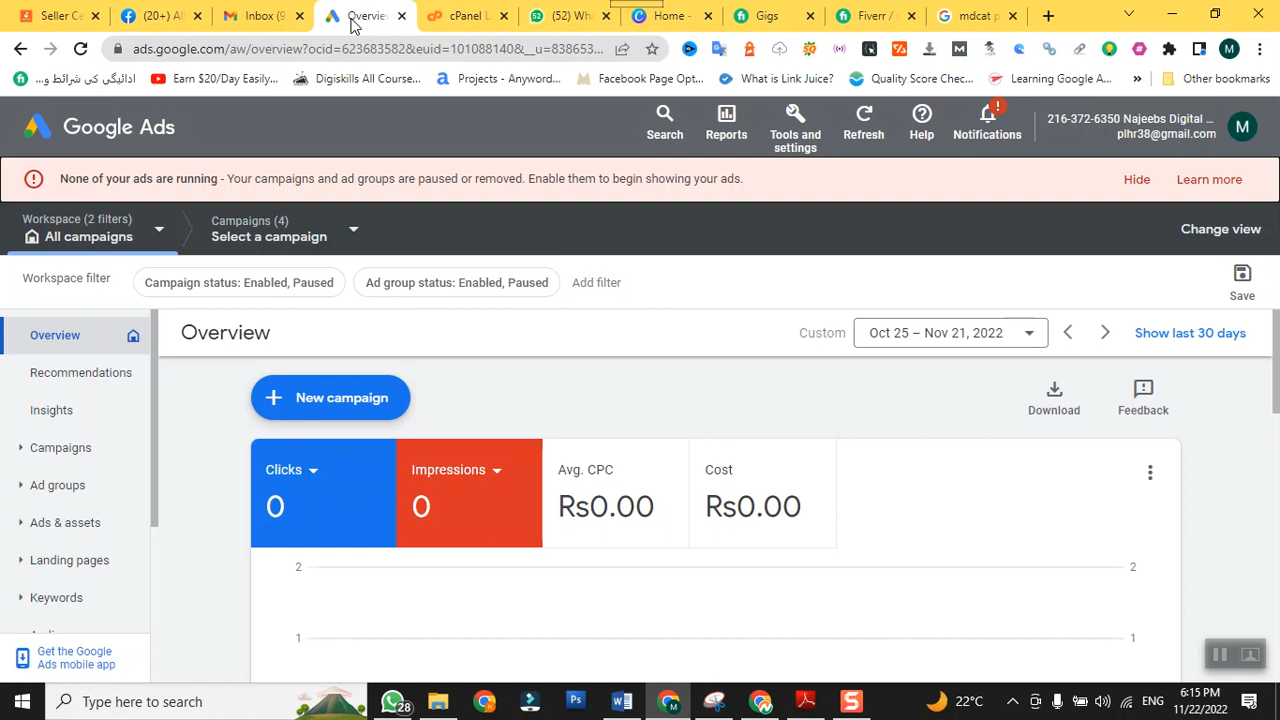 Seller Ce
(20+) Al
Inbox (9
Overview
cPanel L
(52) Wha
Home -
Gigs
Fiverr /
mdcat p
ads.google.com/aw/overview?ocid=623683582&euid=101088140&__u=838653...
ادائیگی کی شرائط و...
Earn $20/Day Easily...
Digiskills All Course...
Projects - Anyword...
Facebook Page Opt...
What is Link Juice?
Quality Score Chec...
Learning Google A...
Other bookmarks
Google Ads
Search
Reports
Tools and
settings
Refresh
Help
Notifications
216-372-6350 Najeebs Digital ...
plhr38@gmail.com
M
None of your ads are running - Your campaigns and ad groups are paused or removed. Enable them to begin showing your ads.
Hide
Learn more
Workspace (2 filters)
All campaigns
Campaigns (4)
Select a campaign
Change view
Workspace filter
Campaign status: Enabled, Paused
Ad group status: Enabled, Paused
Add filter
Save
Overview
Recommendations
Insights
Campaigns
Ad groups
Ads & assets
Landing pages
Keywords
Get the Google
Ads mobile app
Overview
Custom
Oct 25 – Nov 21, 2022
Show last 30 days
New campaign
Download
Feedback
Clicks
0
Impressions
0
Avg. CPC
Rs0.00
Cost
Rs0.00
2
2
1
1
Type here to search
28
22°C
ENG
6:15 PM
11/22/2022